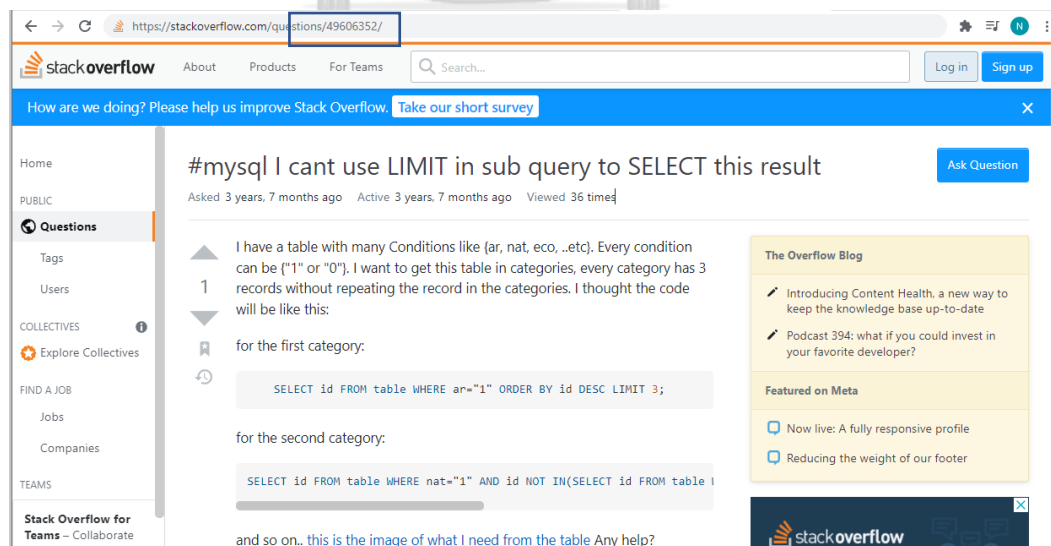 https://stackoverflow.com/questions/49606352/
N
stackoverflow About Products For Teams Search... Log in Sign up
How are we doing? Please help us improve Stack Overflow. Take our short survey
Home
PUBLIC
Questions
Tags
Users
COLLECTIVES
Explore Collectives
FIND A JOB
Jobs
Companies
TEAMS
Stack Overflow for
Teams – Collaborate
#mysql I cant use LIMIT in sub query to SELECT this result
Ask Question
Asked 3 years, 7 months ago Active 3 years, 7 months ago Viewed 36 times
1
I have a table with many Conditions like {ar, nat, eco, ..etc}. Every condition
can be {"1" or "0"}. I want to get this table in categories, every category has 3
records without repeating the record in the categories. I thought the code
will be like this:
for the first category:
SELECT id FROM table WHERE ar="1" ORDER BY id DESC LIMIT 3;
for the second category:
SELECT id FROM table WHERE nat="1" AND id NOT IN(SELECT id FROM table
and so on.. this is the image of what I need from the table Any help?
The Overflow Blog
Introducing Content Health, a new way to
keep the knowledge base up-to-date
Podcast 394: what if you could invest in
your favorite developer?
Featured on Meta
Now live: A fully responsive profile
Reducing the weight of our footer
stackoverflow